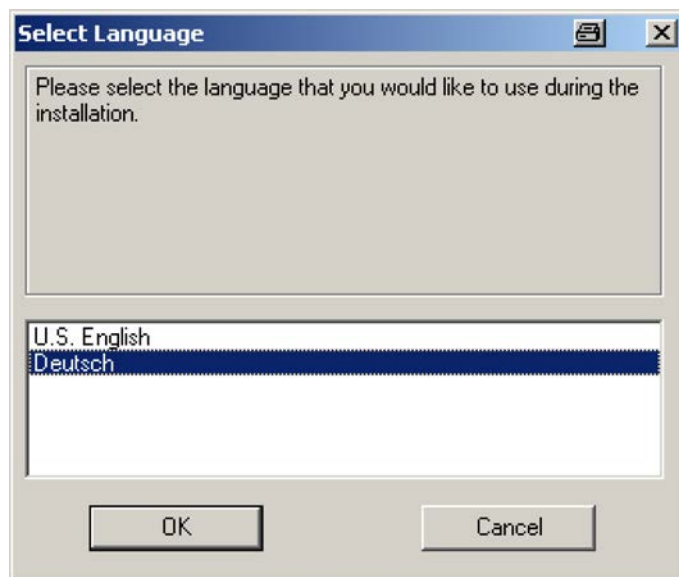 Select Language
Please select the language that you would like to use during the
installation.
U.S. English
Deutsch
OK
Cancel